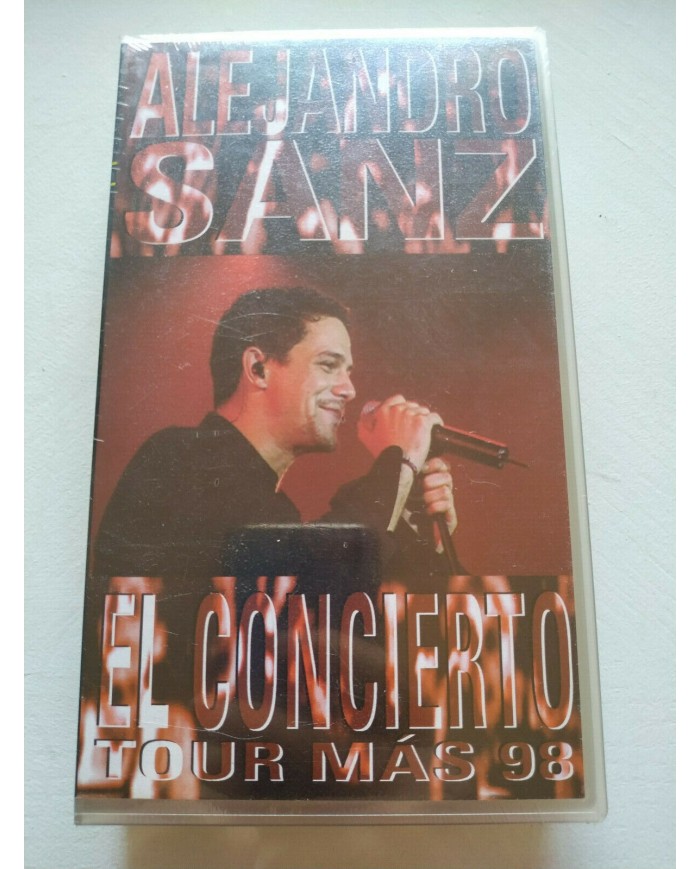 ALEJANDRO
SANZ
EL CONCIERTO
TOUR MÁS 98